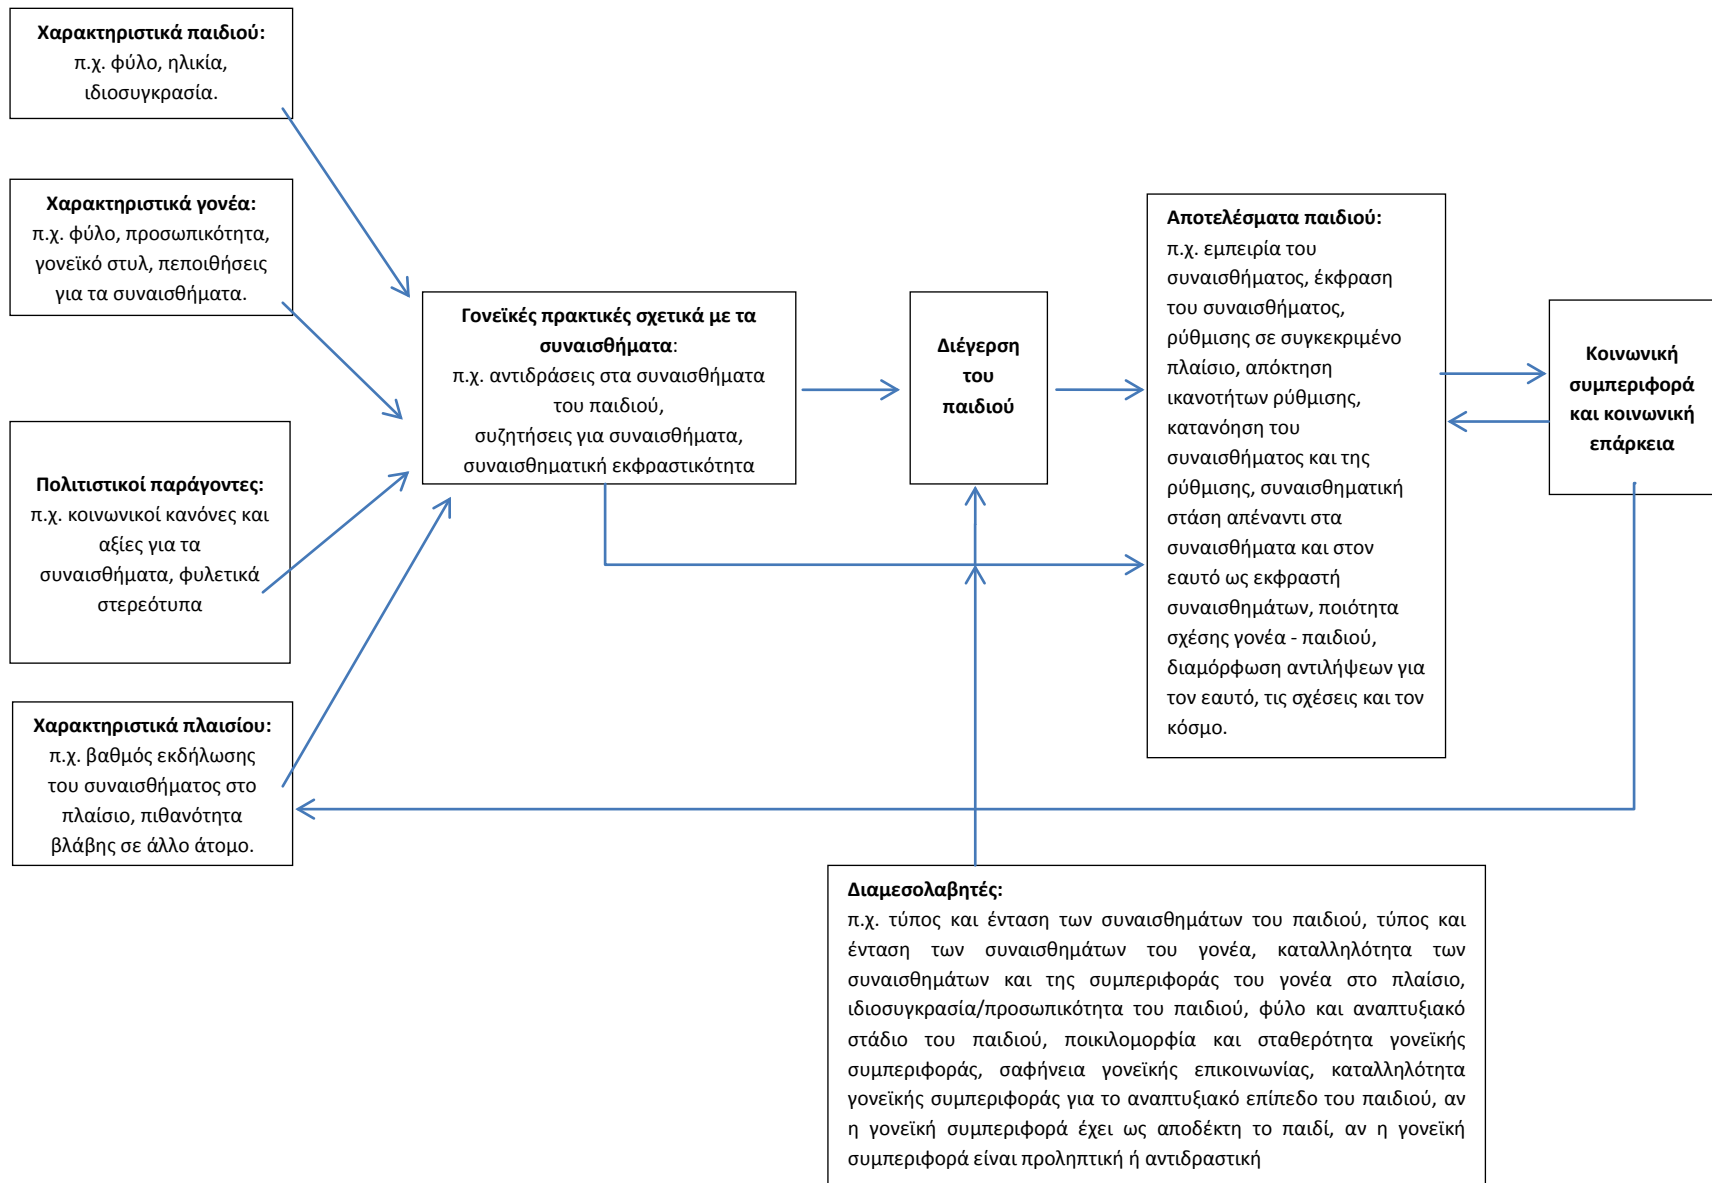 Χαρακτηριστικά παιδιού:
π.χ. φύλο, ηλικία,
ιδιοσυγκρασία.
Χαρακτηριστικά γονέα:
π.χ. φύλο, προσωπικότητα,
γονεϊκό στυλ, πεποιθήσεις
για τα συναισθήματα.
Πολιτιστικοί παράγοντες:
π.χ. κοινωνικοί κανόνες και
αξίες για τα
συναισθήματα, φυλετικά
στερεότυπα
Χαρακτηριστικά πλαισίου:
π.χ. βαθμός εκδήλωσης
του συναισθήματος στο
πλαίσιο, πιθανότητα
βλάβης σε άλλο άτομο.
Γονεϊκές πρακτικές σχετικά με τα
συναισθήματα:
π.χ. αντιδράσεις στα συναισθήματα
του παιδιού,
συζητήσεις για συναισθήματα,
συναισθηματική εκφραστικότητα
Διέγερση
του
παιδιού
Αποτελέσματα παιδιού:
π.χ. εμπειρία του
συναισθήματος, έκφραση
του συναισθήματος,
ρύθμισης σε συγκεκριμένο
πλαίσιο, απόκτηση
ικανοτήτων ρύθμισης,
κατανόηση του
συναισθήματος και της
ρύθμισης, συναισθηματική
στάση απέναντι στα
συναισθήματα και στον
εαυτό ως εκφραστή
συναισθημάτων, ποιότητα
σχέσης γονέα - παιδιού,
διαμόρφωση αντιλήψεων για
τον εαυτό, τις σχέσεις και τον
κόσμο.
Κοινωνική
συμπεριφορά
και κοινωνική
επάρκεια
Διαμεσολαβητές:
π.χ. τύπος και ένταση των συναισθημάτων του παιδιού, τύπος και
ένταση των συναισθημάτων του γονέα, καταλληλότητα των
συναισθημάτων και της συμπεριφοράς του γονέα στο πλαίσιο,
ιδιοσυγκρασία/προσωπικότητα του παιδιού, φύλο και αναπτυξιακό
στάδιο του παιδιού, ποικιλομορφία και σταθερότητα γονεϊκής
συμπεριφοράς, σαφήνεια γονεϊκής επικοινωνίας, καταλληλότητα
γονεϊκής συμπεριφοράς για το αναπτυξιακό επίπεδο του παιδιού, αν
η γονεϊκή συμπεριφορά έχει ως αποδέκτη το παιδί, αν η γονεϊκή
συμπεριφορά είναι προληπτική ή αντιδραστική